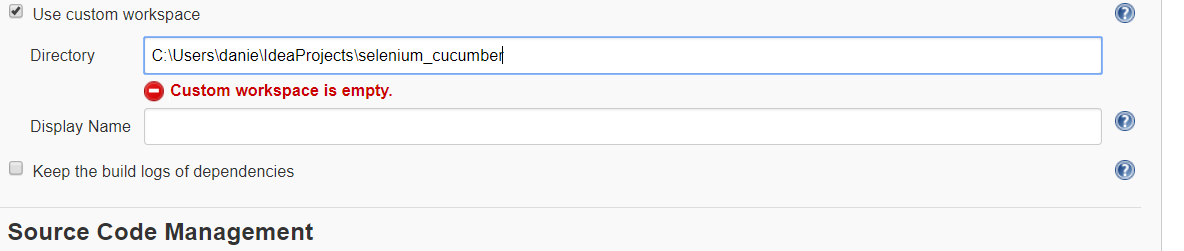 Use custom workspace
Directory
C:\Users\danie\IdeaProjects\selenium_cucumber
Custom workspace is empty.
Display Name
Keep the build logs of dependencies
Source Code Management